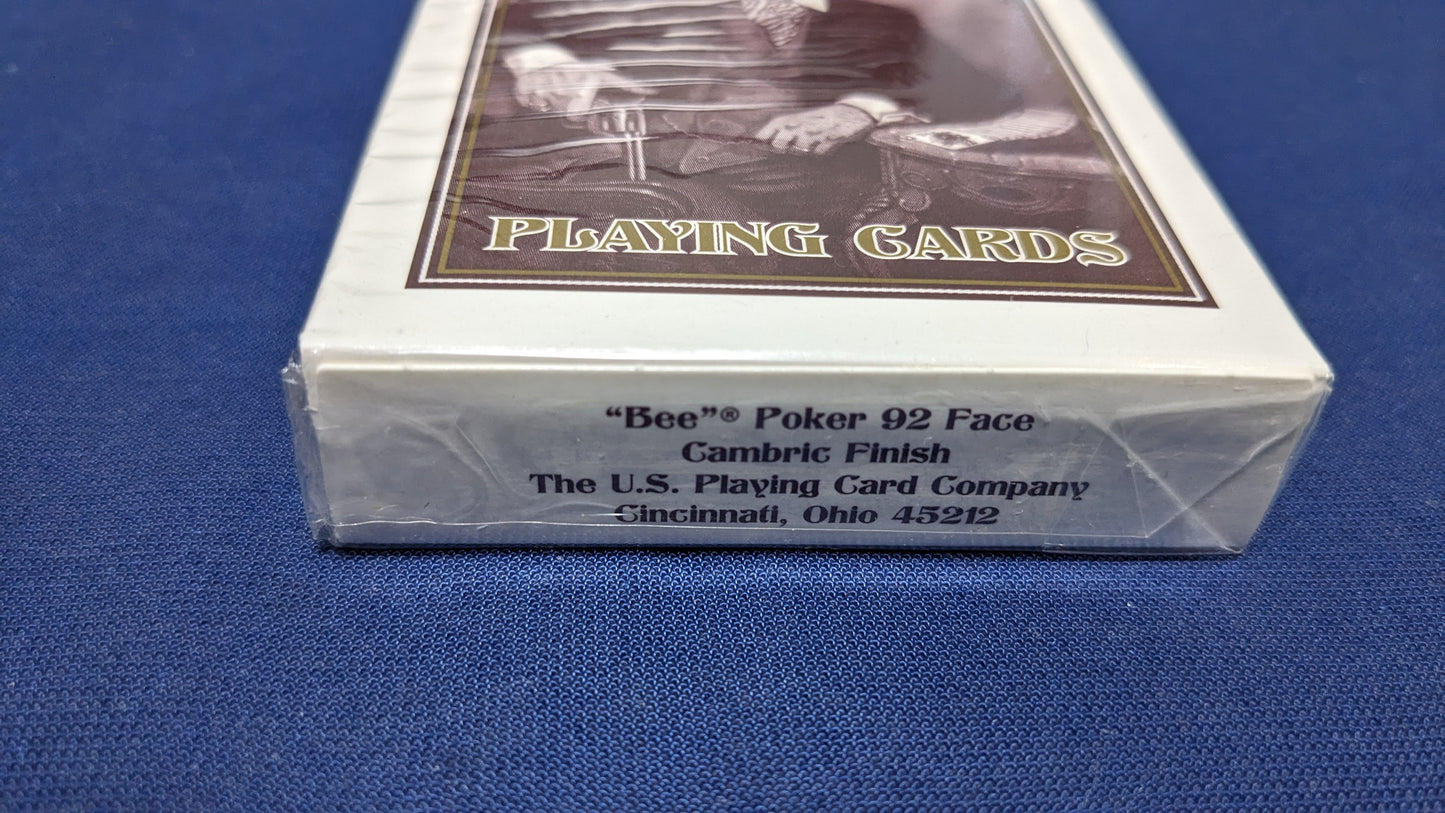 PLAYING CARDS
“Bee”® Poker 92 Face
Cambric Finish
The U.S. Playing Card Company
Cincinnati, Ohio 45212